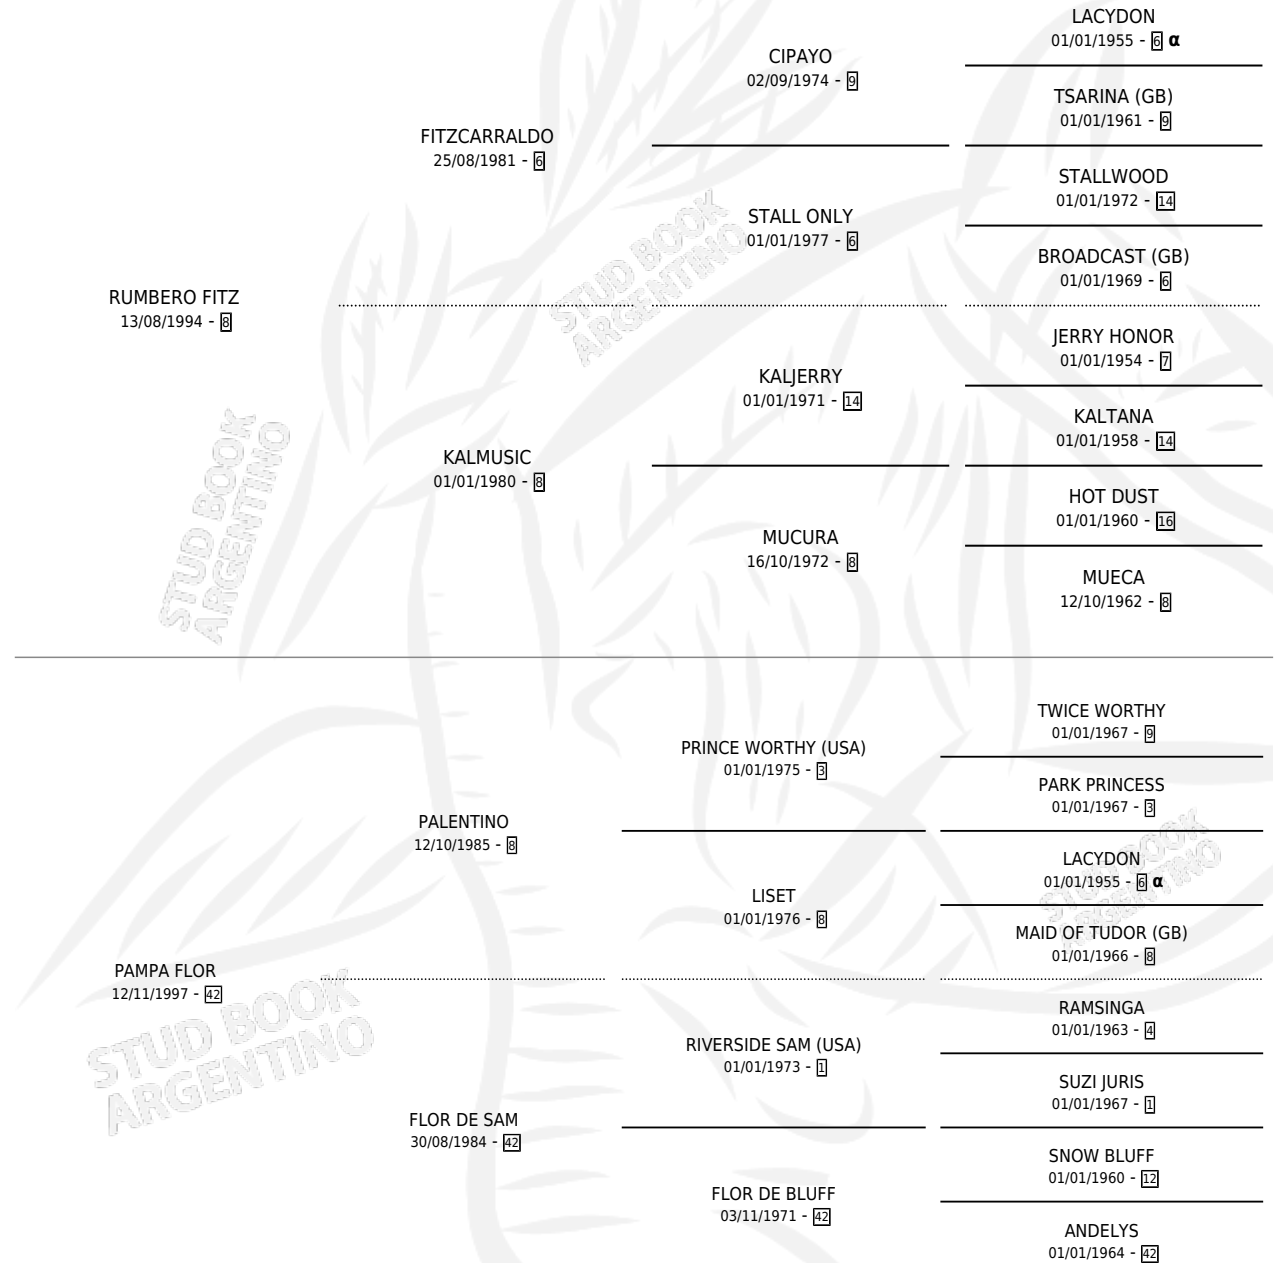 LACYDON
01/01/1955 - 6 α
CIPAYO
02/09/1974 - 9
TSARINA (GB)
01/01/1961 - 9
FITZCARRALDO
25/08/1981 - 6
STALLWOOD
01/01/1972 - 14
STALL ONLY
01/01/1977 - 6
BROADCAST (GB)
01/01/1969 - 6
RUMBERO FITZ
13/08/1994 - 8
JERRY HONOR
01/01/1954 - 7
KALJERRY
01/01/1971 - 14
KALTANA
01/01/1958 - 14
KALMUSIC
01/01/1980 - 8
HOT DUST
01/01/1960 - 16
MUCURA
16/10/1972 - 8
MUECA
12/10/1962 - 8
TWICE WORTHY
01/01/1967 - 9
PRINCE WORTHY (USA)
01/01/1975 - 3
PARK PRINCESS
01/01/1967 - 3
PALENTINO
12/10/1985 - 8
LACYDON
01/01/1955 - 6 α
LISET
01/01/1976 - 8
MAID OF TUDOR (GB)
01/01/1966 - 8
PAMPA FLOR
12/11/1997 - 42
RAMSINGA
01/01/1963 - 4
RIVERSIDE SAM (USA)
01/01/1973 - 1
SUZI JURIS
01/01/1967 - 1
FLOR DE SAM
30/08/1984 - 42
SNOW BLUFF
01/01/1960 - 12
FLOR DE BLUFF
03/11/1971 - 42
ANDELYS
01/01/1964 - 42
STUD BOOK
ARGENTINO
STUD BOOK
ARGENTINO
STUD BOOK
ARGENTINO
STUD BOOK
ARGENTINO